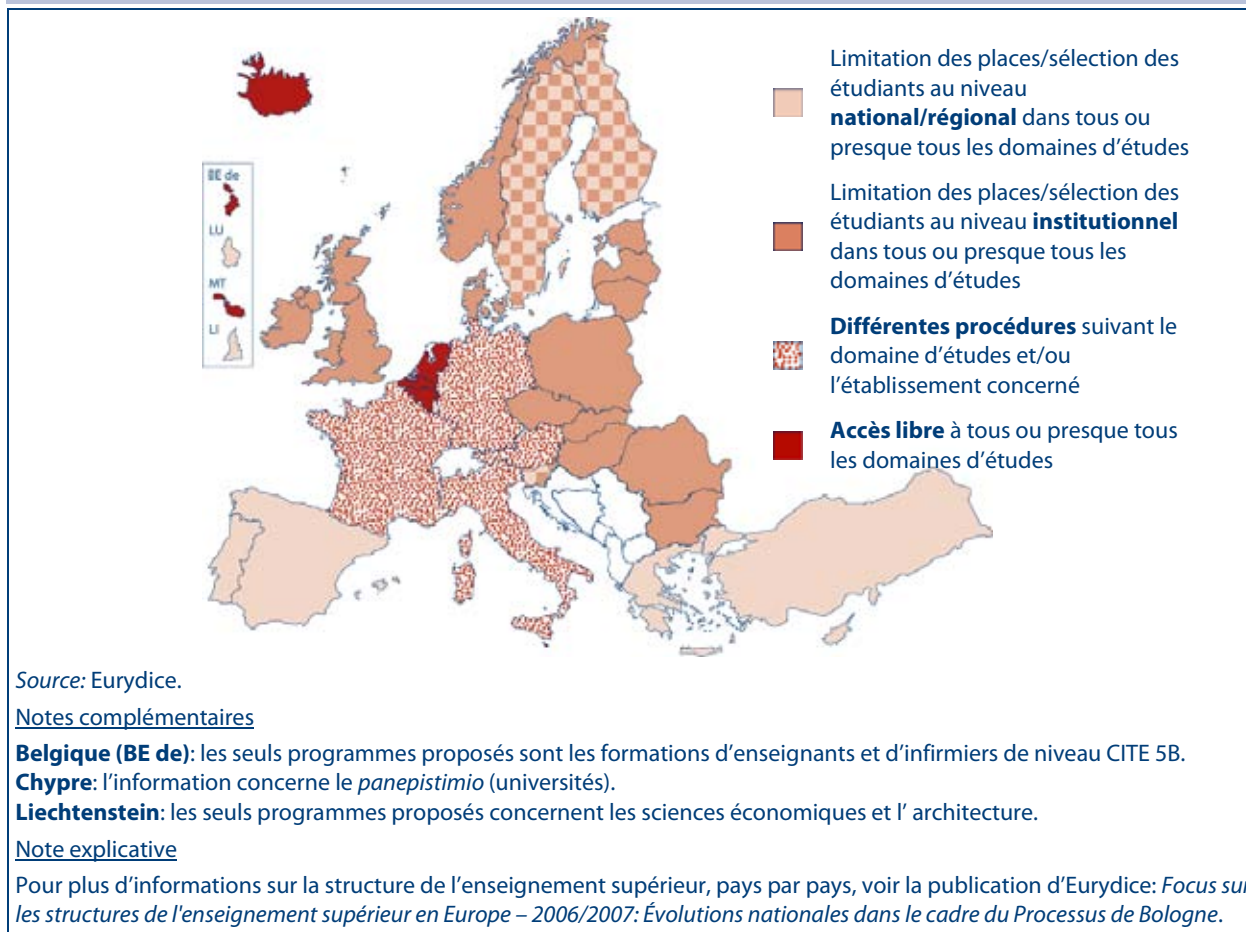 Limitation des places/sélection des
étudiants au niveau
national/régional dans tous ou
presque tous les domaines d'études
Limitation des places/sélection des
étudiants au niveau institutionnel
dans tous ou presque tous les
domaines d'études
Différentes procédures suivant le
domaine d'études et/ou
l'établissement concerné
Accès libre à tous ou presque tous
les domaines d'études
BE de
LU
MT
LI
Source: Eurydice.
Notes complémentaires
Belgique (BE de): les seuls programmes proposés sont les formations d'enseignants et d'infirmiers de niveau CITE 5B.
Chypre: l'information concerne le panepistimio (universités).
Liechtenstein: les seuls programmes proposés concernent les sciences économiques et l' architecture.
Note explicative
Pour plus d'informations sur la structure de l'enseignement supérieur, pays par pays, voir la publication d'Eurydice: Focus sur
les structures de l'enseignement supérieur en Europe – 2006/2007: Évolutions nationales dans le cadre du Processus de Bologne.